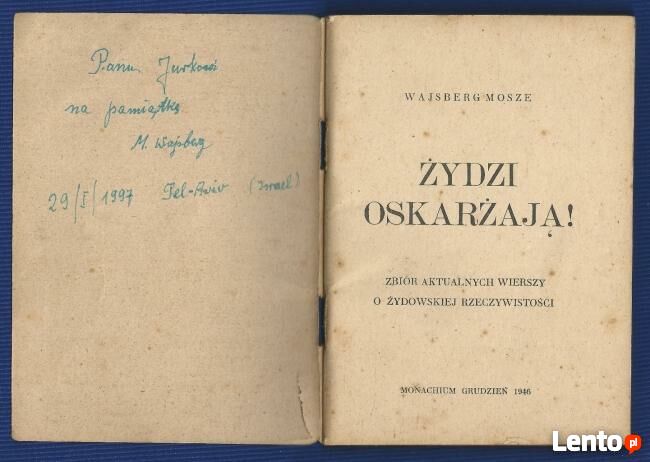 Panu Jurkowi
na pamiątkę
M. Wajsberg
29/I/1997 Tel-Aviv (Israel)
WAJSBERG MOSZE
ŻYDZI
OSKARŻAJĄ!
ZBIÓR AKTUALNYCH WIERSZY
O ŻYDOWSKIEJ RZECZYWISTOŚCI
MONACHIUM GRUDZIEŃ 1946
Lento.pl